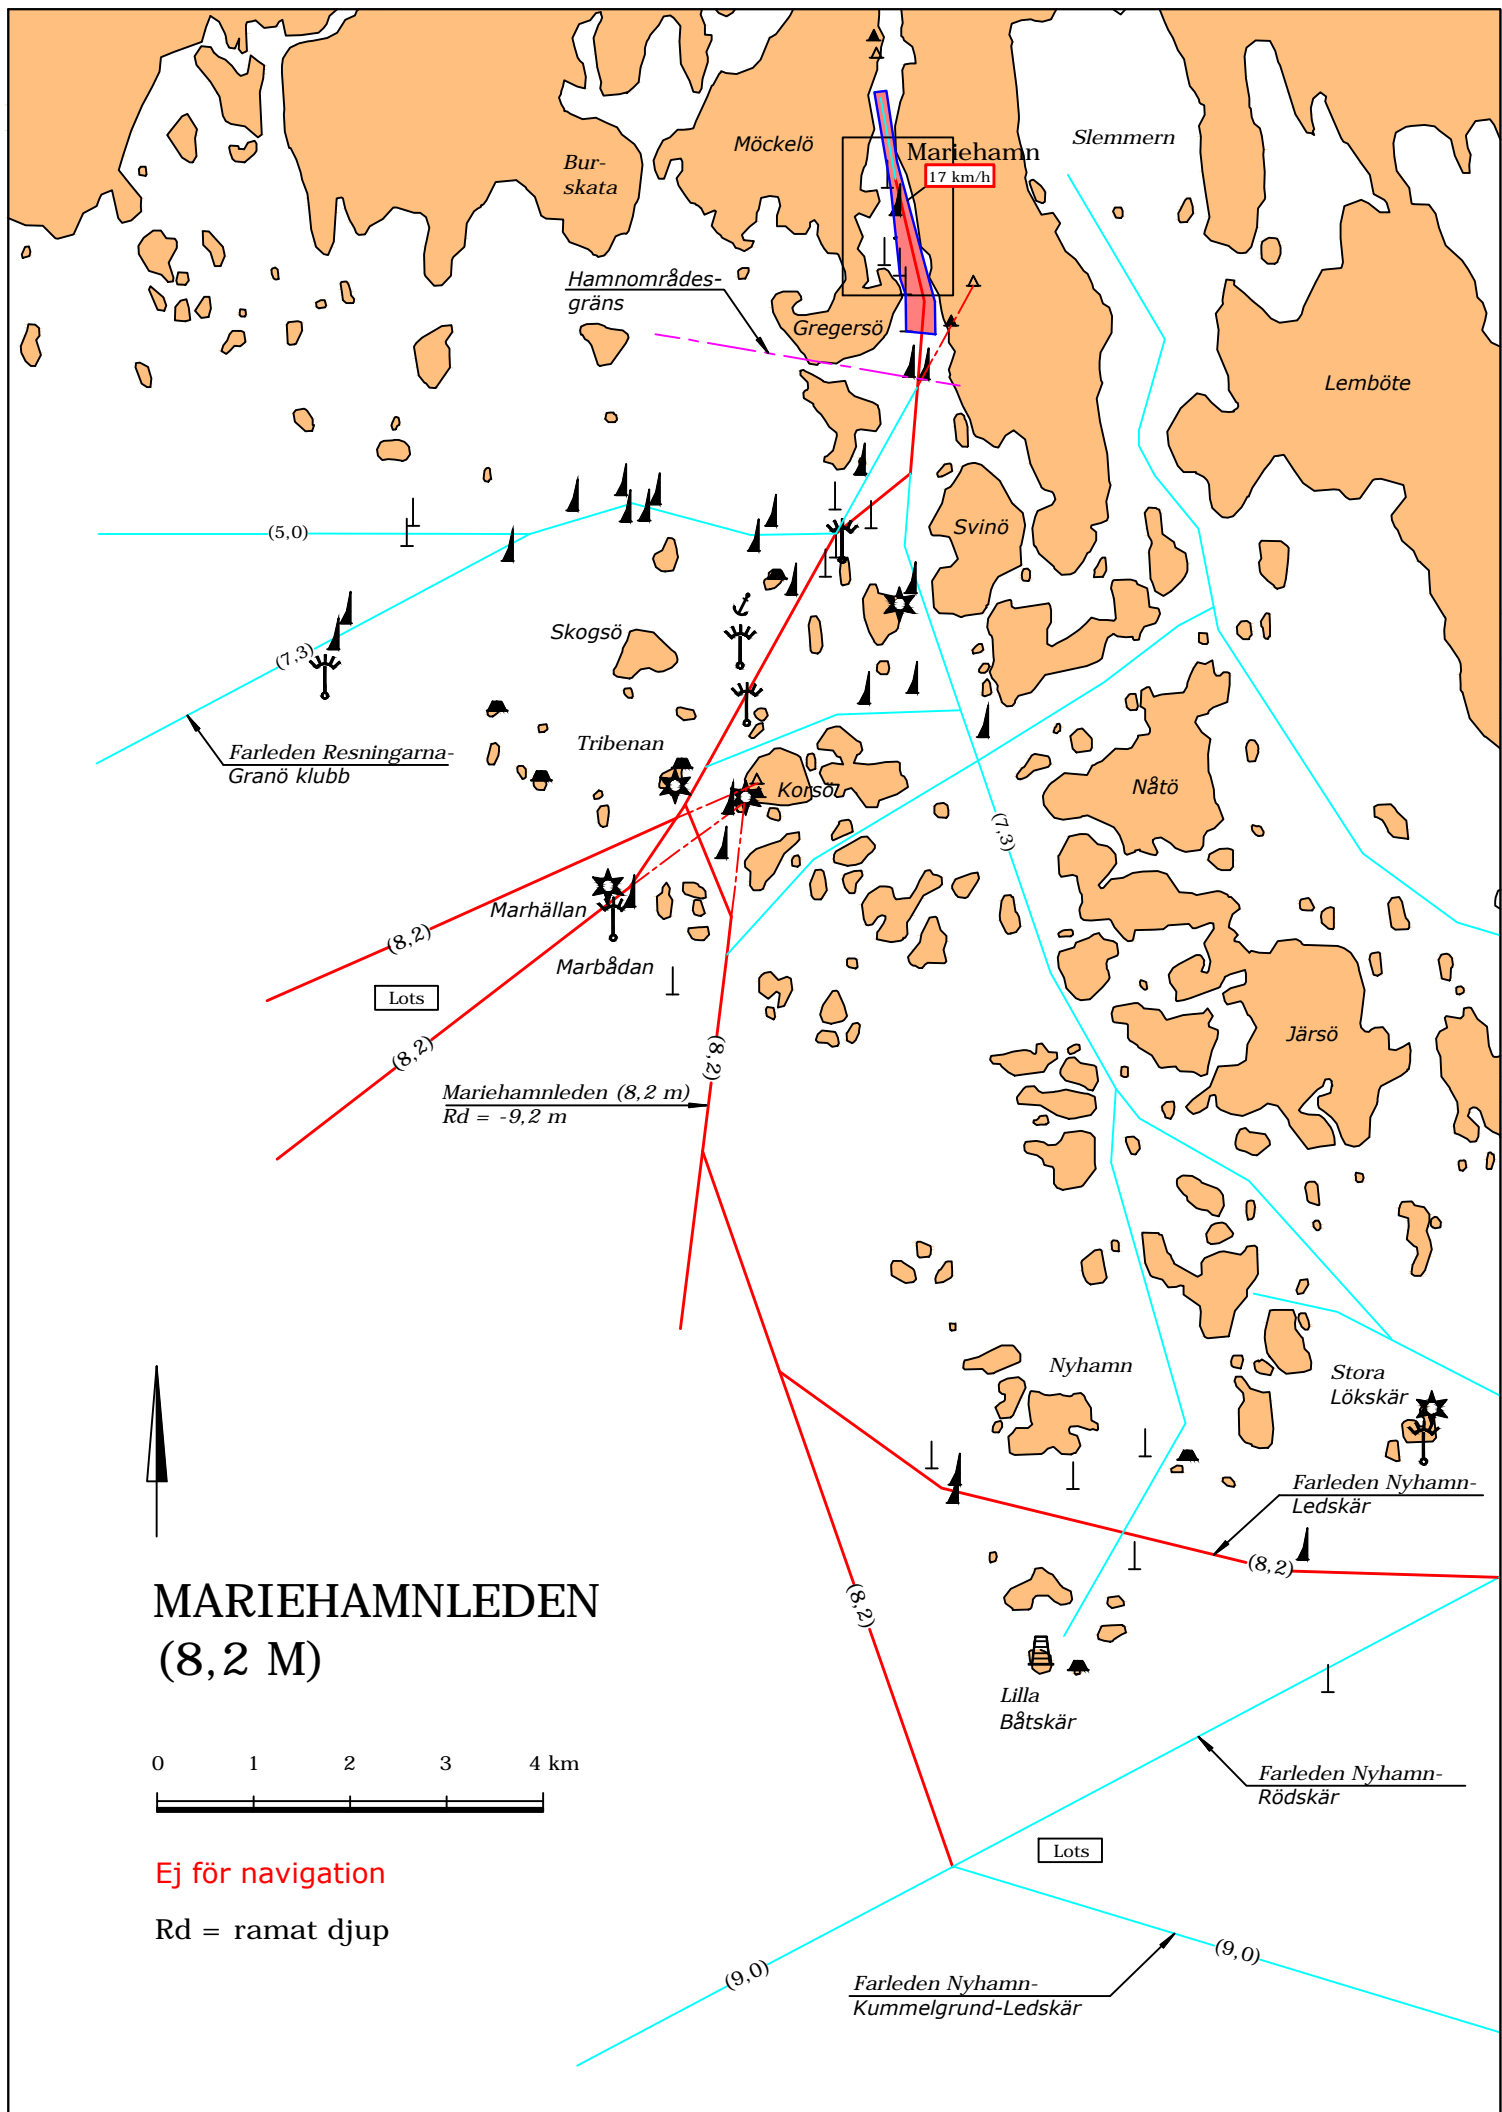 Möckelö
Mariehamn
Slemmern
Bur-
skata
17 km/h
Hamnområdes-
gräns
Gregersö
Lemböte
(5,0)
Svinö
Skogsö
(7,3)
Farleden Resningarna-
Granö klubb
Tribenan
Korsö
Nåtö
(7,3)
Marhällan
(8,2)
Marbådan
Lots
Järsö
(8,2)
(8,2)
Mariehamnleden (8,2 m)
Rd = -9,2 m
Nyhamn
Stora
Lökskär
Farleden Nyhamn-
Ledskär
(8,2)
(8,2)
MARIEHAMNLEDEN
(8,2 M)
Lilla
Båtskär
0 1 2 3 4 km
Farleden Nyhamn-
Rödskär
Lots
Ej för navigation
Rd = ramat djup
(9,0)
(9,0)
Farleden Nyhamn-
Kummelgrund-Ledskär